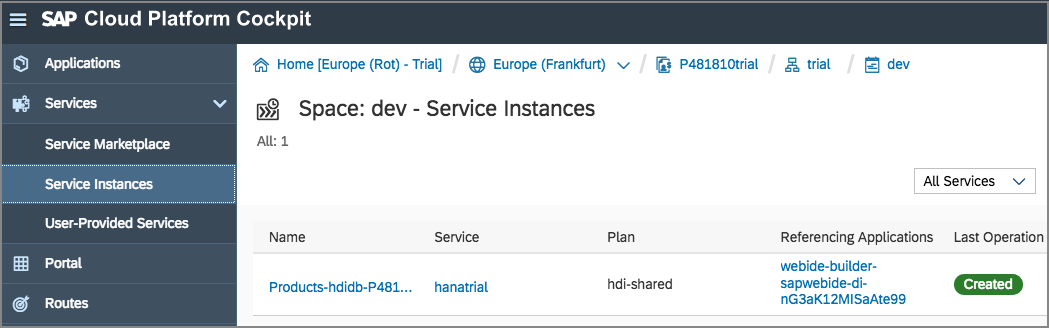 SAP Cloud Platform Cockpit
Applications
Services
Service Marketplace
Service Instances
User-Provided Services
Portal
Routes
Home [Europe (Rot) - Trial] / Europe (Frankfurt) / P481810trial / trial / dev
Space: dev - Service Instances
All: 1
All Services
Name Service Plan Referencing Applications Last Operation
Products-hdidb-P481... hanatrial hdi-shared
webide-builder-
sapwebide-di-
nG3aK12MISaAte99
Created